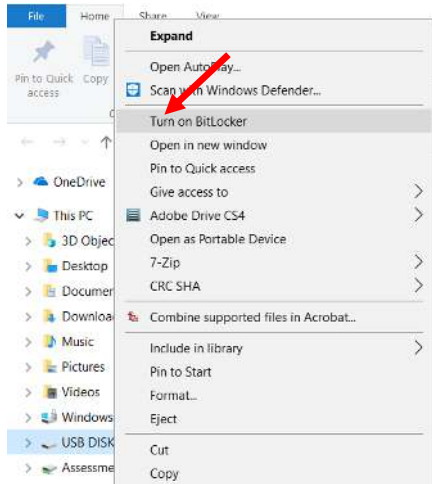 File Home Share View
Pin to Quick access
Copy
Expand
Open AutoPlay...
Scan with Windows Defender...
Turn on BitLocker
Open in new window
Pin to Quick access
Give access to
Adobe Drive CS4
Open as Portable Device
7-Zip
CRC SHA
Combine supported files in Acrobat...
Include in library
Pin to Start
Format...
Eject
Cut
Copy
OneDrive
This PC
3D Objec
Desktop
Documer
Downloa
Music
Pictures
Videos
Windows
USB DISK
Assessme